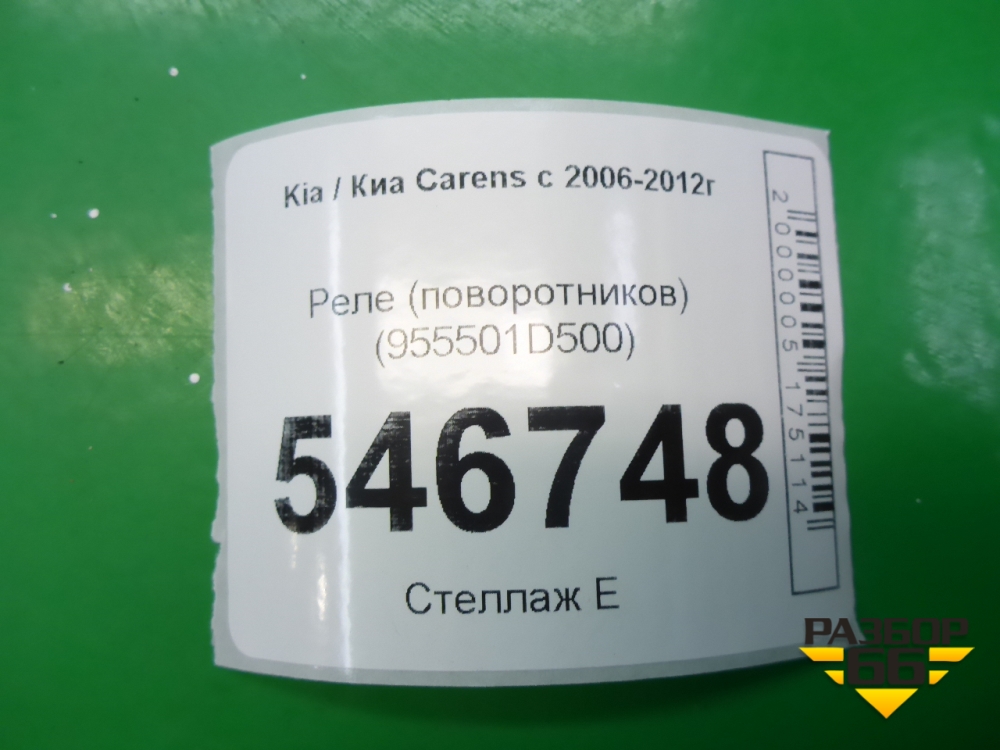 Kia / Киа Carens с 2006-2012г
Реле (поворотников)
(955501D500)
546748
Стеллаж Е
2000005175114
РАЗБОР
66